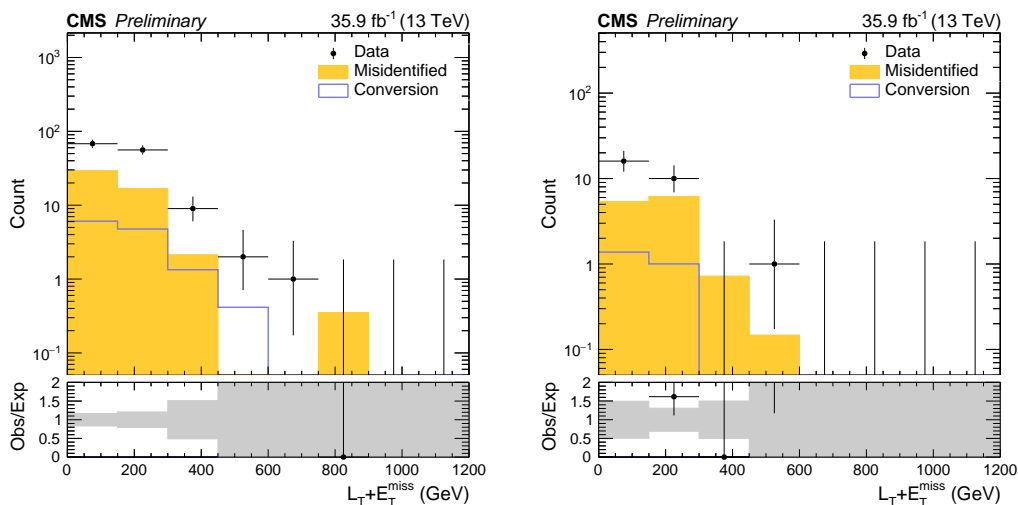 CMS Preliminary 35.9 fb⁻¹ (13 TeV)
Data
Misidentified
Conversion
Count
10³
10²
10
1
10⁻¹
Obs/Exp
2
1.5
1
0.5
0
0 200 400 600 800 1000 1200
L_T+E_T^miss (GeV)
CMS Preliminary 35.9 fb⁻¹ (13 TeV)
Data
Misidentified
Conversion
Count
10²
10
1
10⁻¹
Obs/Exp
2
1.5
1
0.5
0
0 200 400 600 800 1000 1200
L_T+E_T^miss (GeV)